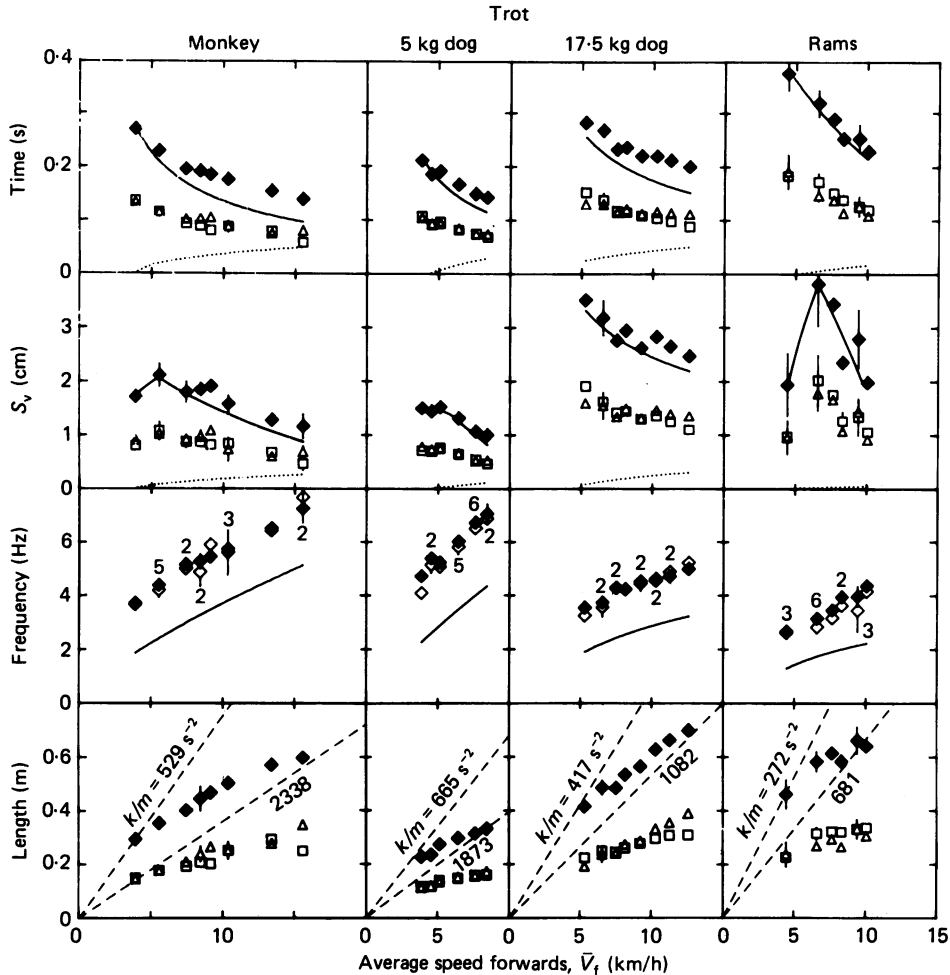 Trot
Monkey 5 kg dog 17·5 kg dog Rams
0·4
0·2
0
Time (s)
3
2
1
0
Sᵥ (cm)
6
4
2
0
Frequency (Hz)
5 2 2 3 2
2 5 6 2
2 2 2 2 2
3 6 2 3
0·6
0·4
0·2
0
Length (m)
k/m = 529 s⁻²
2338
k/m = 665 s⁻²
1873
k/m = 417 s⁻²
1082
k/m = 272 s⁻²
681
0 5 10 0 5 0 5 10 0 5 10 15
Average speed forwards, V̄f (km/h)